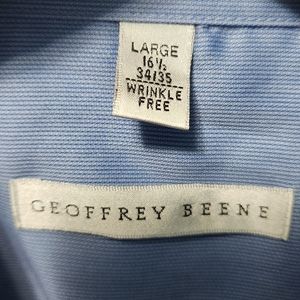 LARGE
16½
34/35
WRINKLE
FREE
GEOFFREY BEENE